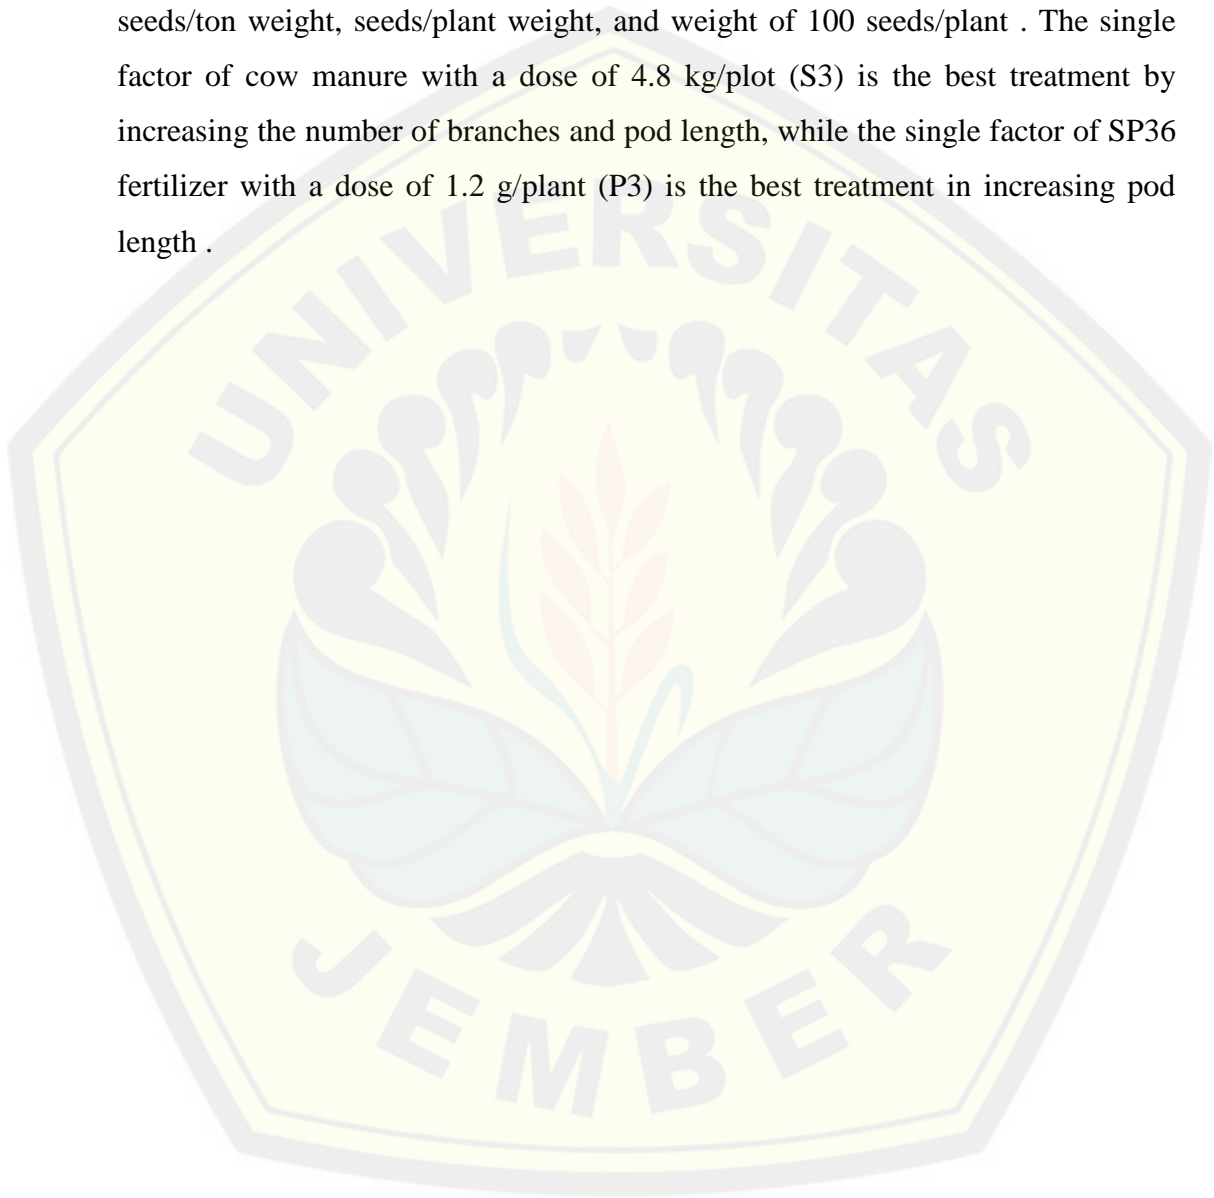 seeds/ton weight, seeds/plant weight, and weight of 100 seeds/plant . The single
factor of cow manure with a dose of 4.8 kg/plot (S3) is the best treatment by
increasing the number of branches and pod length, while the single factor of SP36
fertilizer with a dose of 1.2 g/plant (P3) is the best treatment in increasing pod
length .
UNIVERSITAS
JEMBER